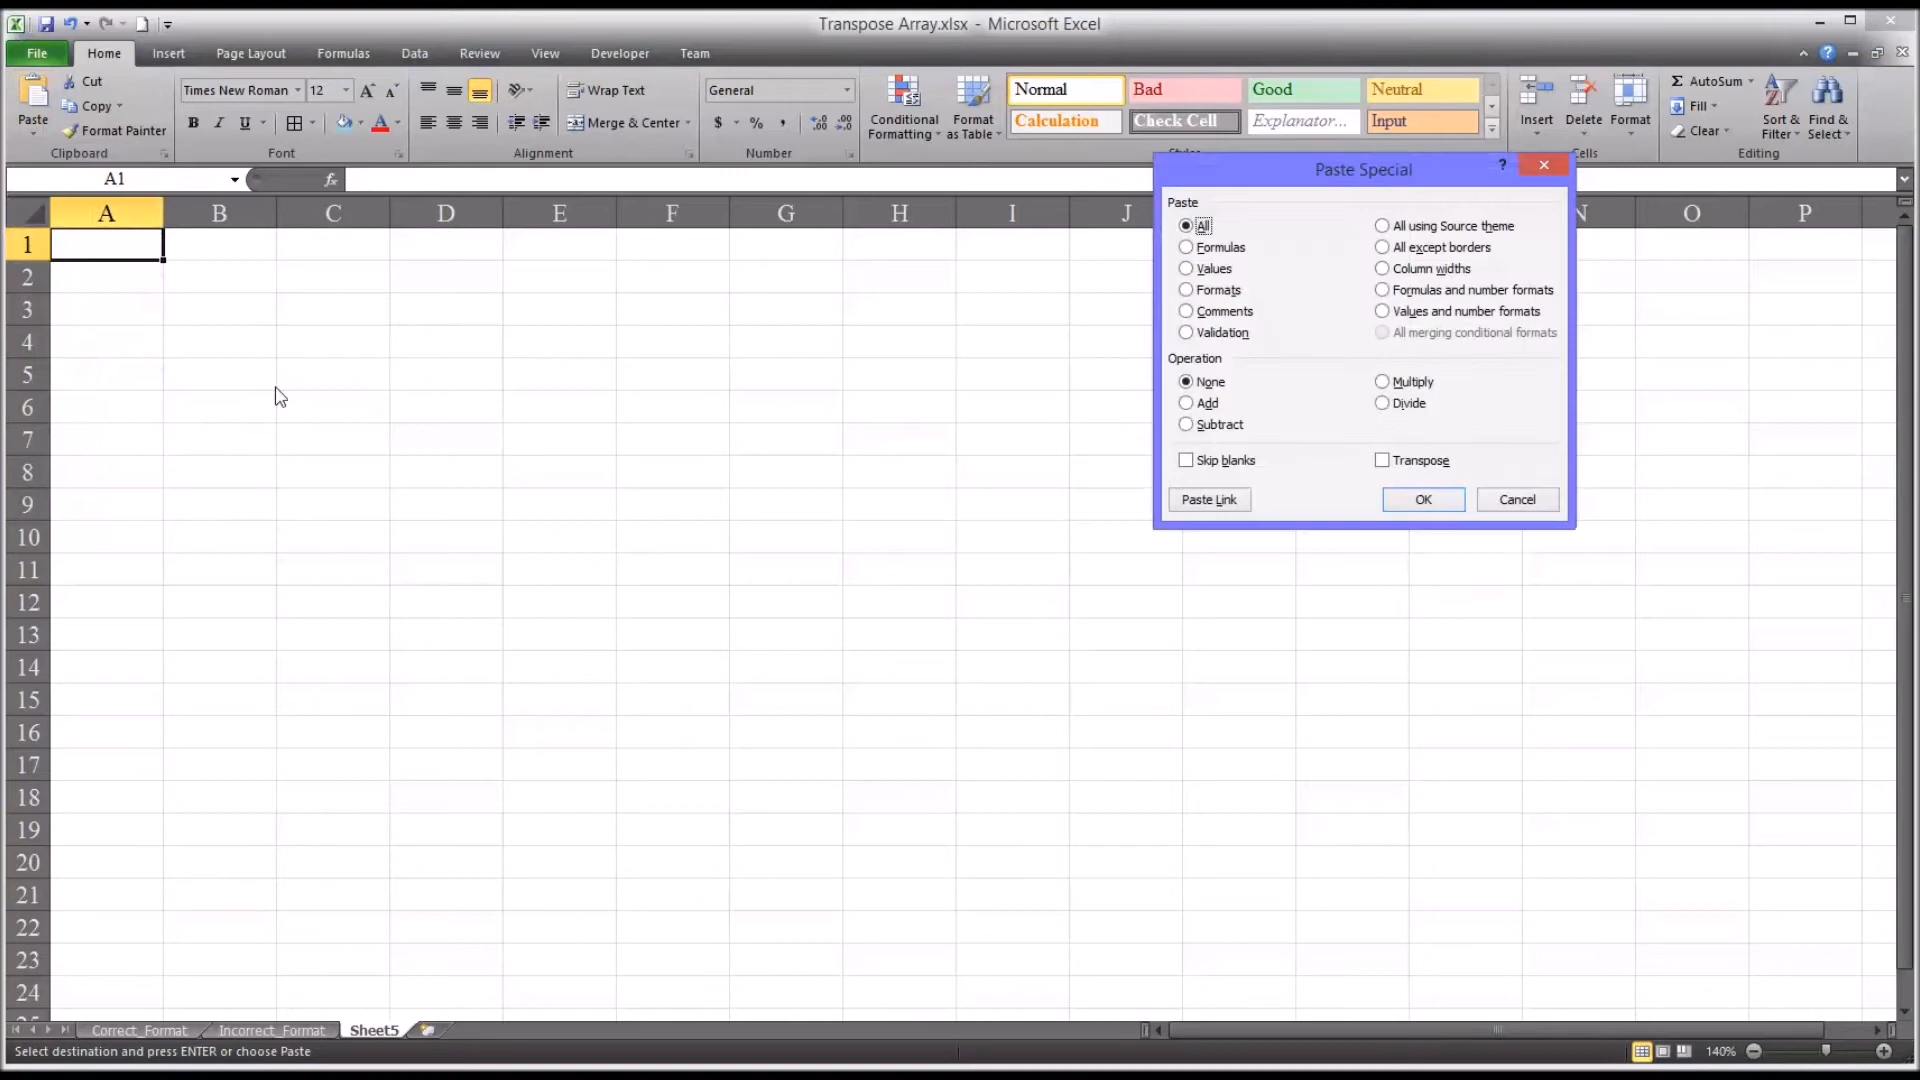 Transpose Array.xlsx - Microsoft Excel
File Home Insert Page Layout Formulas Data Review View Developer Team
Paste Cut Copy Format Painter Clipboard
Times New Roman 12 Font
Wrap Text Merge & Center Alignment
General $ % , Number
Conditional Formatting Format as Table
Normal Bad Good Neutral
Calculation Check Cell Explanator... Input
Insert Delete Format Cells
AutoSum Fill Clear Sort & Filter Find & Select Editing
A1 fx
A B C D E F G H I J N O P
1
2
3
4
5
6
7
8
9
10
11
12
13
14
15
16
17
18
19
20
21
22
23
24
Paste Special
Paste
All All using Source theme
Formulas All except borders
Values Column widths
Formats Formulas and number formats
Comments Values and number formats
Validation All merging conditional formats
Operation
None Multiply
Add Divide
Subtract
Skip blanks Transpose
Paste Link OK Cancel
Correct_Format Incorrect_Format Sheet5
Select destination and press ENTER or choose Paste 140%